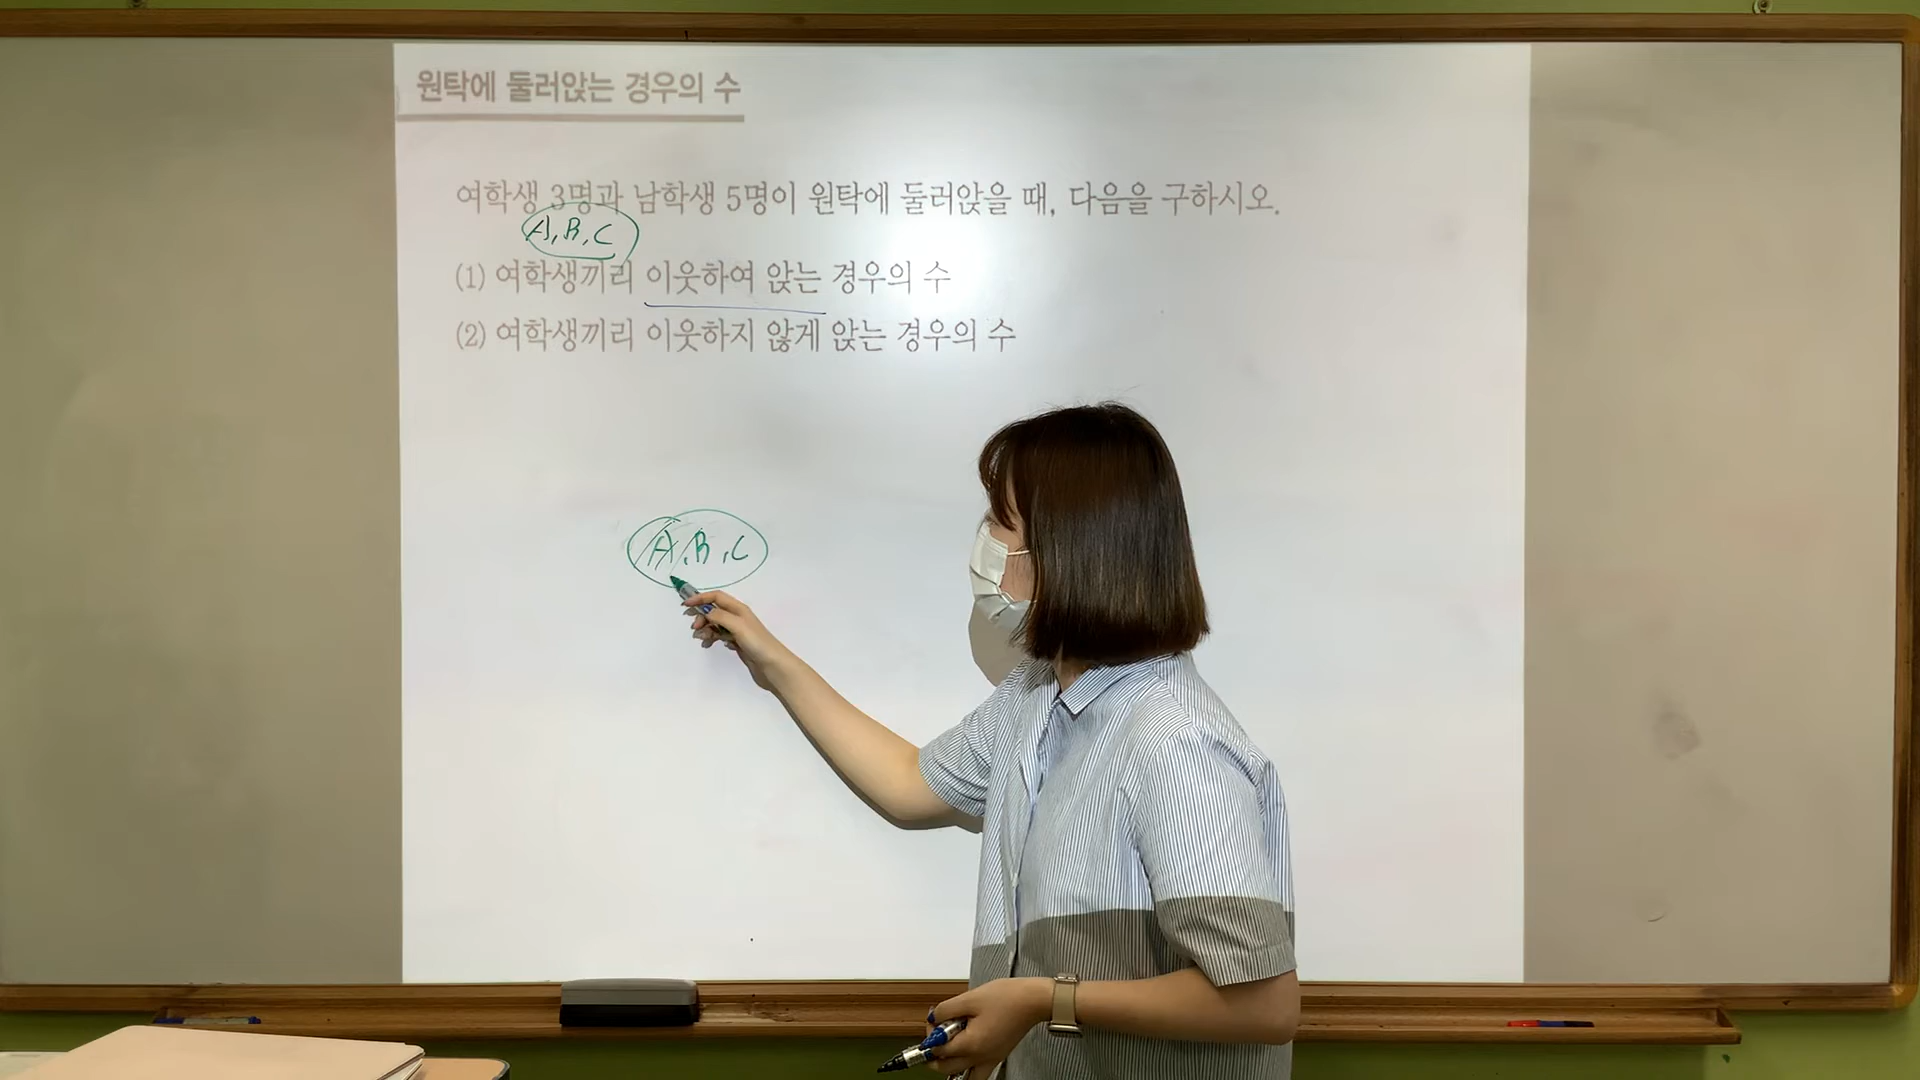 원탁에 둘러앉는 경우의 수
여학생 3명과 남학생 5명이 원탁에 둘러앉을 때, 다음을 구하시오.
A, B, C
(1) 여학생끼리 이웃하여 앉는 경우의 수
(2) 여학생끼리 이웃하지 않게 앉는 경우의 수
A, B, C